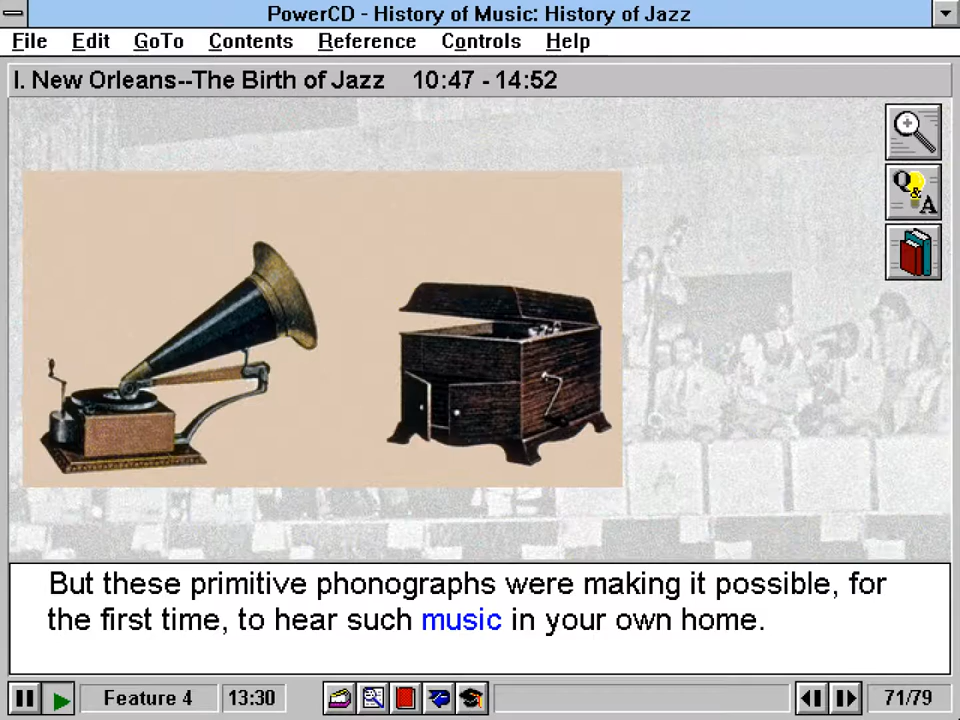 PowerCD - History of Music: History of Jazz
File Edit GoTo Contents Reference Controls Help
I. New Orleans--The Birth of Jazz 10:47 - 14:52
Q & A
But these primitive phonographs were making it possible, for
the first time, to hear such music in your own home.
Feature 4 13:30 71/79